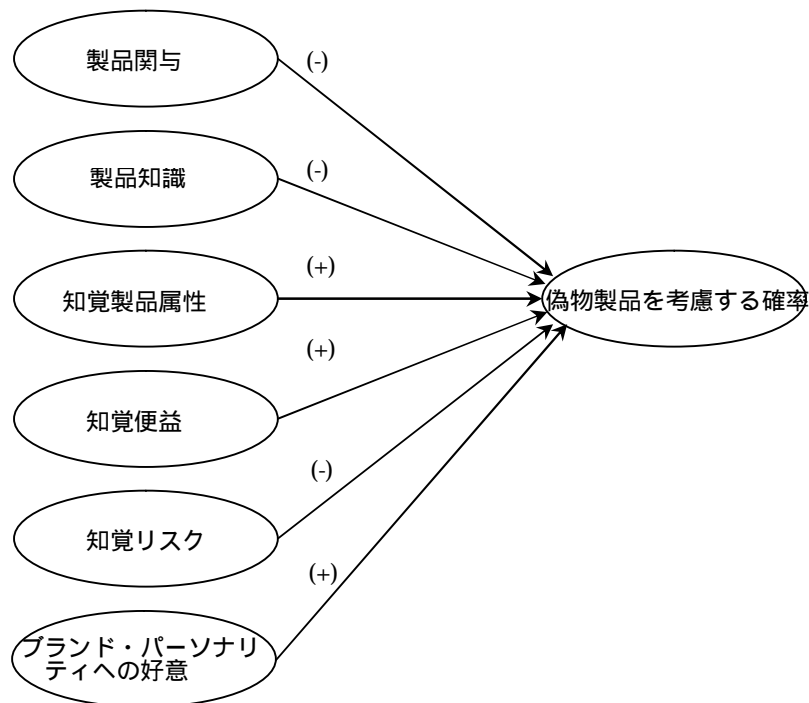 製品関与
(-)
製品知識
(-)
知覚製品属性
(+)
偽物製品を考慮する確率
知覚便益
(+)
知覚リスク
(-)
ブランド・パーソナリ
ティへの好意
(+)